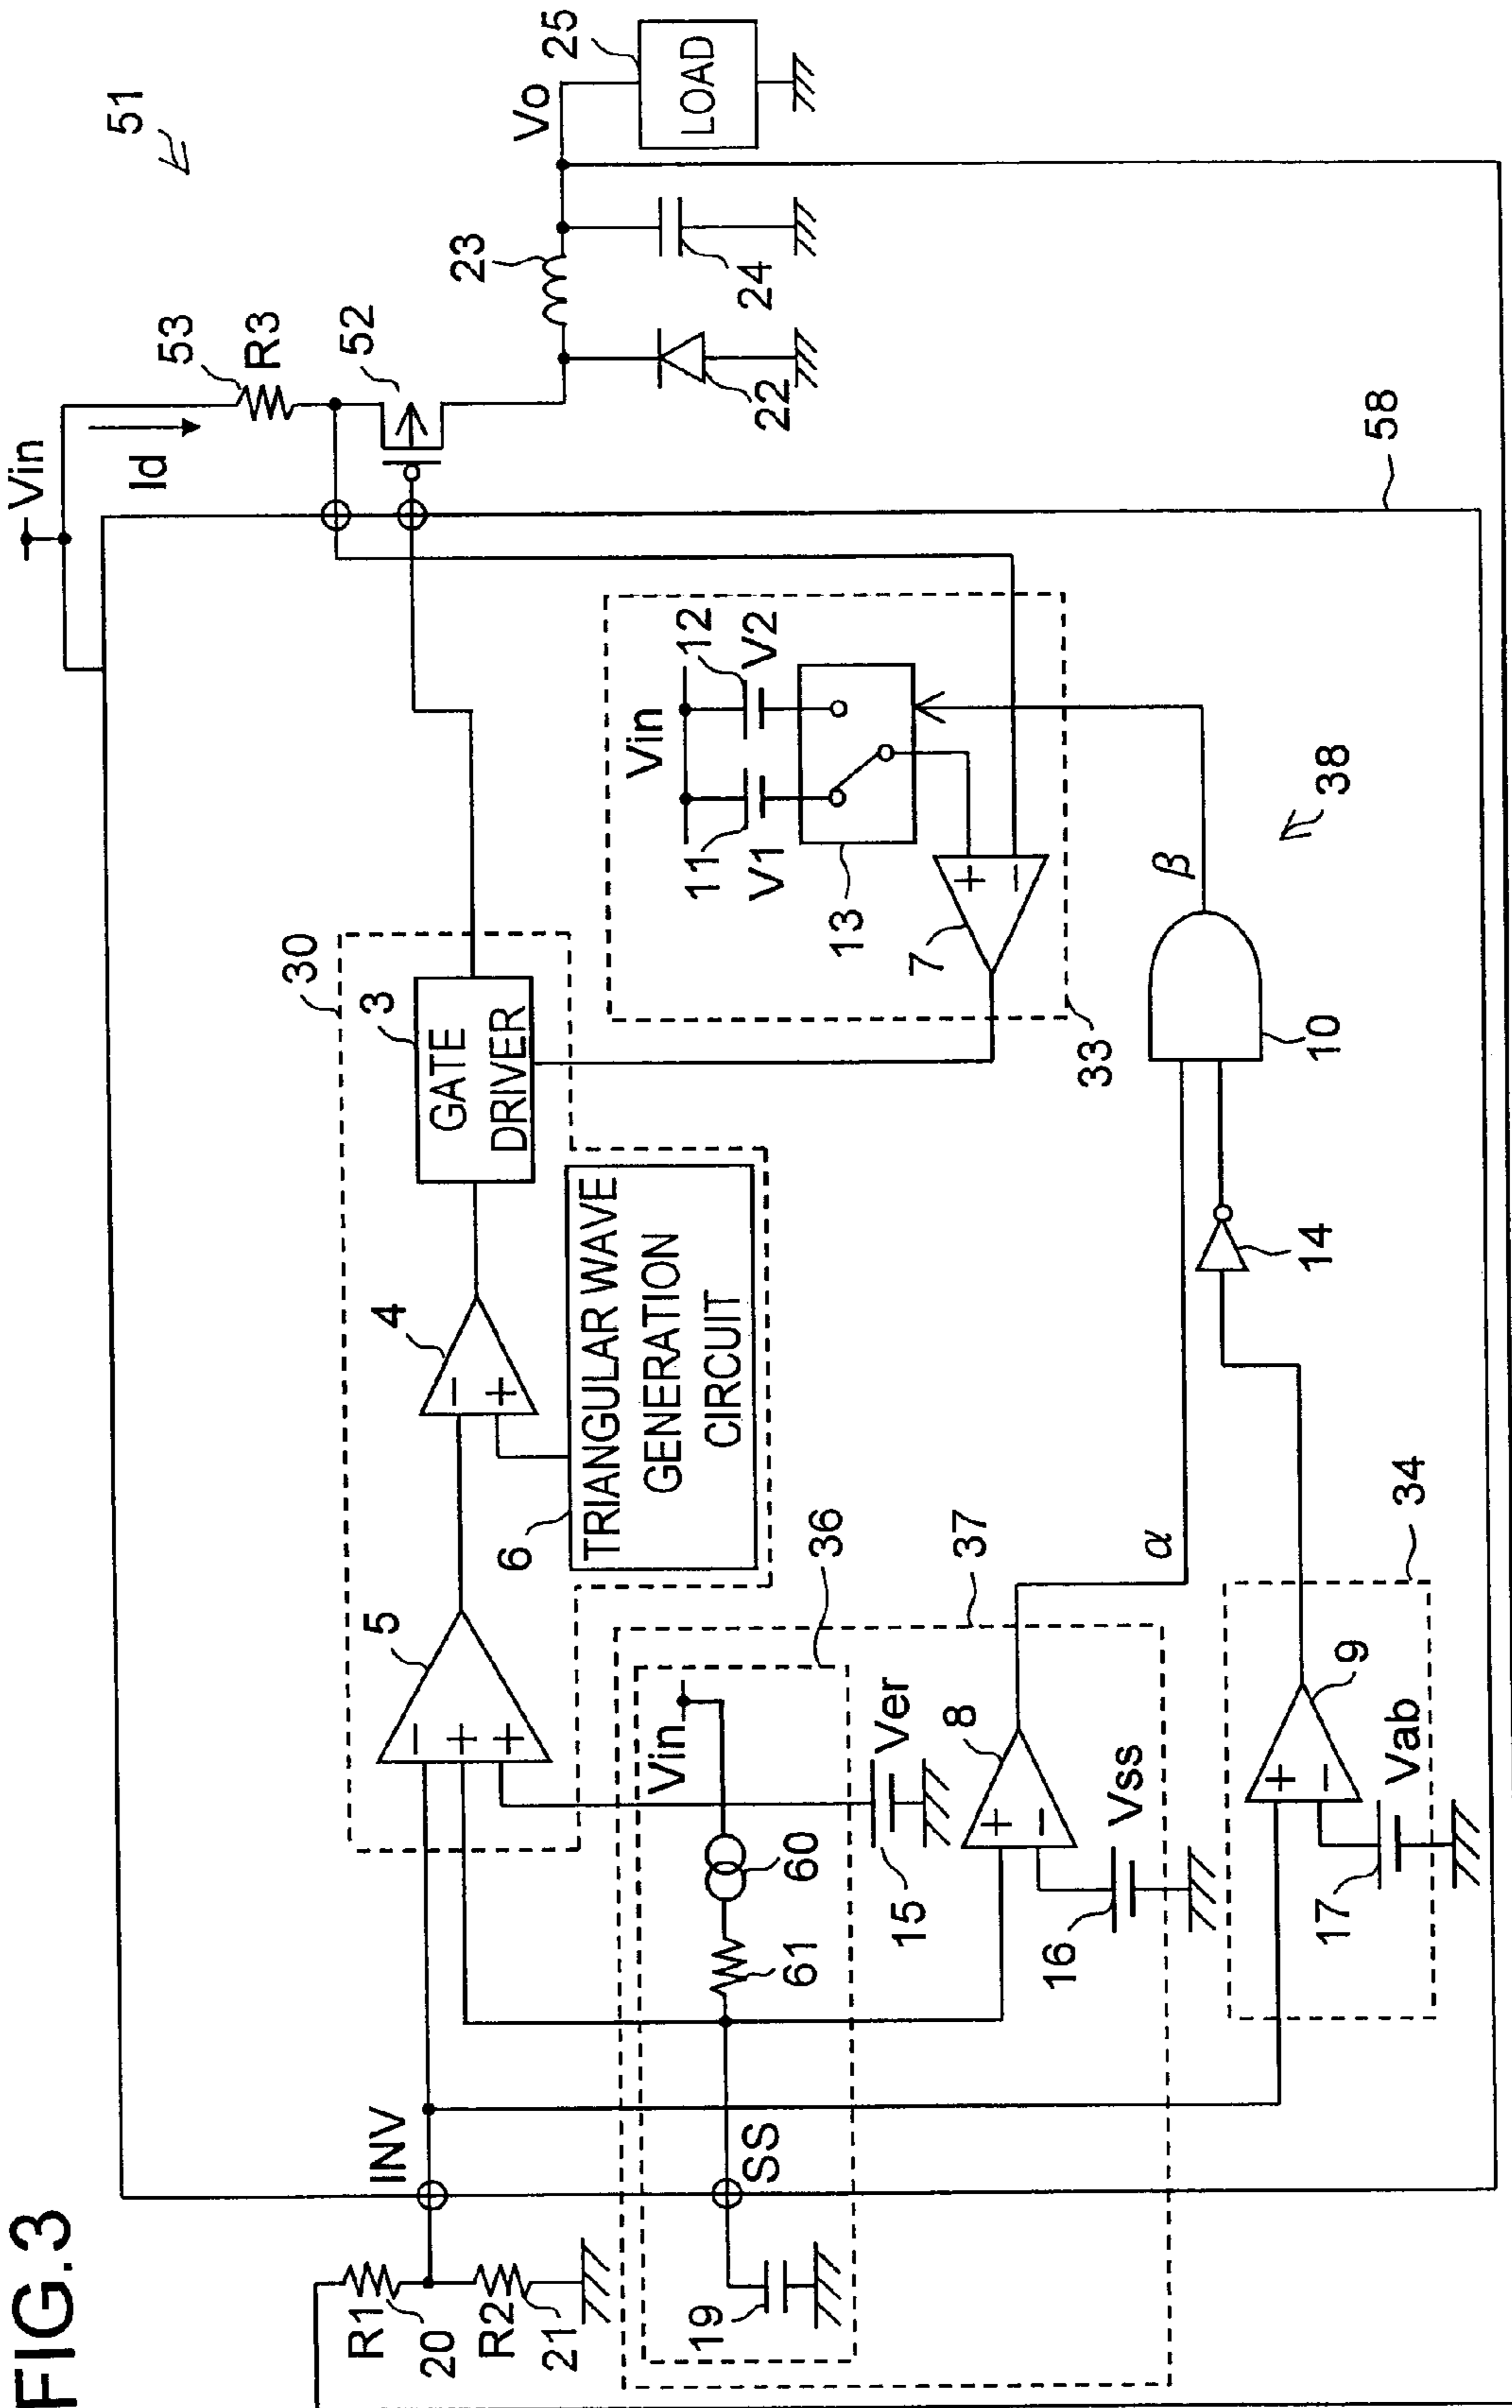 FIG.3
51
Vin
Id
53
R3
52
23
Vo
25
LOAD
24
22
58
30
3
GATE
DRIVER
4
5
6
TRIANGULAR WAVE
GENERATION
CIRCUIT
Vin
11
V1
12
V2
13
7
33
38
β
10
14
α
36
37
34
INV
R1
20
R2
21
Vin
60
61
SS
19
15
Ver
8
16
Vss
9
17
Vab